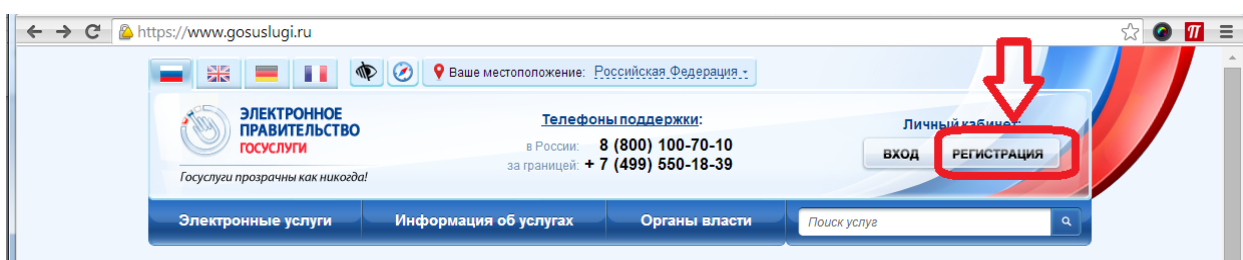 https://www.gosuslugi.ru
Ваше местоположение: Российская Федерация
ЭЛЕКТРОННОЕ
ПРАВИТЕЛЬСТВО
ГОСУСЛУГИ
Госуслуги прозрачны как никогда!
Телефоны поддержки:
в России: 8 (800) 100-70-10
за границей: + 7 (499) 550-18-39
Личный кабинет:
ВХОД РЕГИСТРАЦИЯ
Электронные услуги Информация об услугах Органы власти Поиск услуг